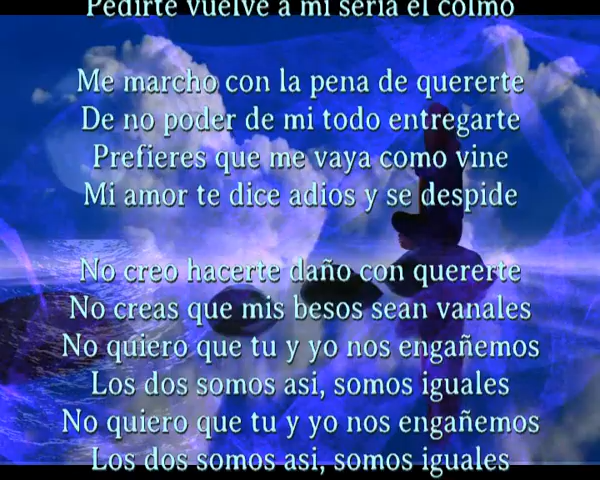 Pedirte vuelve a mi seria el colmo
Me marcho con la pena de quererte
De no poder de mi todo entregarte
Prefieres que me vaya como vine
Mi amor te dice adios y se despide
No creo hacerte daño con quererte
No creas que mis besos sean vanales
No quiero que tu y yo nos engañemos
Los dos somos asi, somos iguales
No quiero que tu y yo nos engañemos
Los dos somos asi, somos iguales